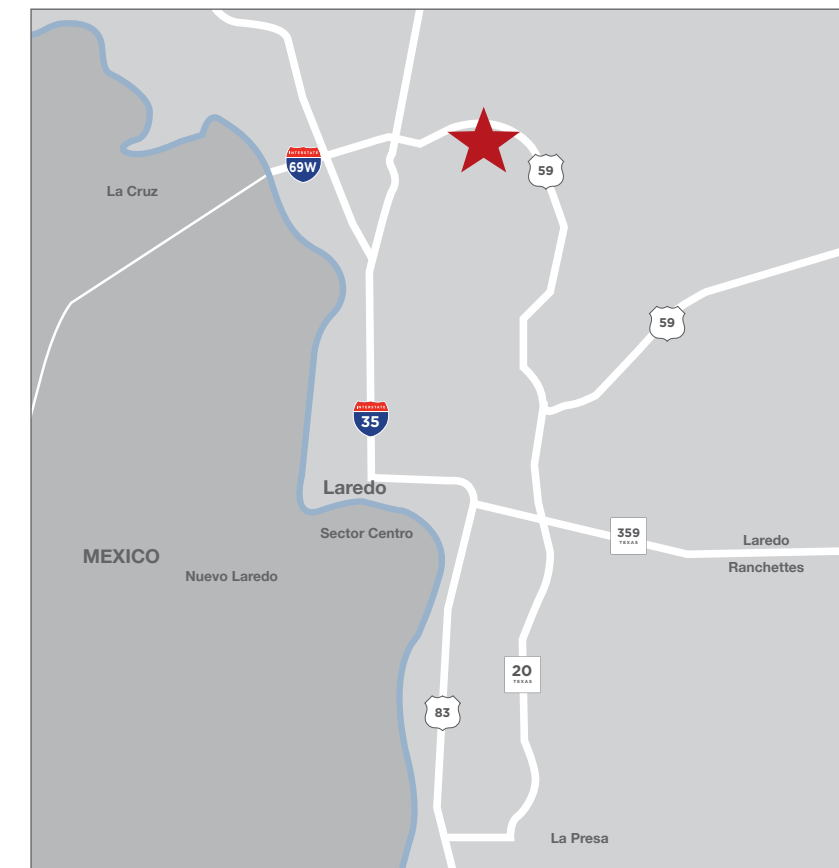 INTERSTATE
69W
59
La Cruz
59
INTERSTATE
35
Laredo
Sector Centro
359
TEXAS
Laredo
Ranchettes
MEXICO
Nuevo Laredo
20
TEXAS
83
La Presa